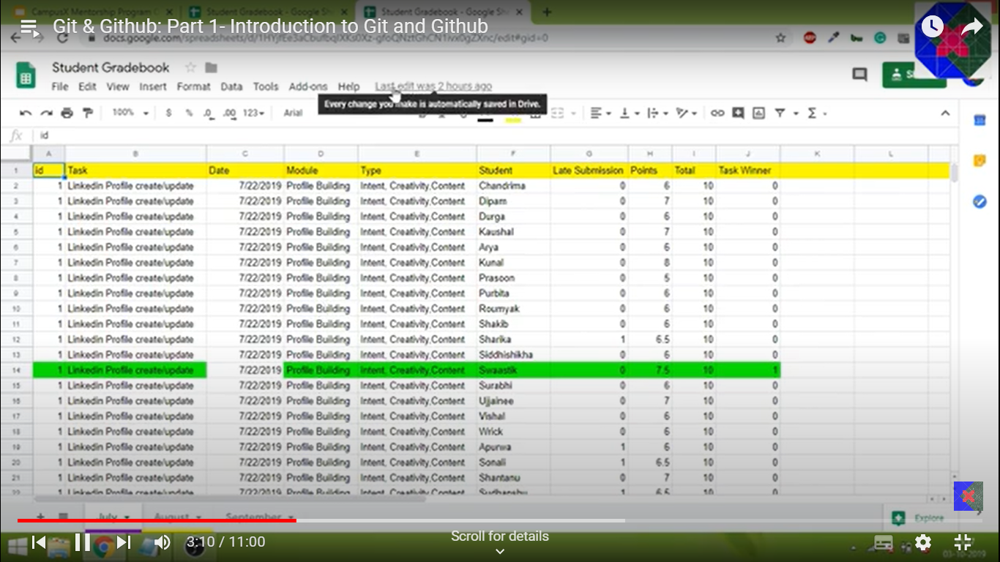 CampusX Mentorship Program
Student Gradebook - Google She
Student Gradebook - Google She
Git & Github: Part 1- Introduction to Git and Github
Student Gradebook
File Edit View Insert Format Data Tools Add-ons Help Last edit was 2 hours ago
Every change you make is automatically saved in Drive.
100% $ % .0 .00 123 Arial
fx id
A B C D E F G H I J K L
1 id Task Date Module Type Student Late Submission Points Total Task Winner
2 1 Linkedin Profile create/update 7/22/2019 Profile Building Intent, Creativity,Content Chandrima 0 6 10 0
3 1 Linkedin Profile create/update 7/22/2019 Profile Building Intent, Creativity,Content Dipam 0 7 10 0
4 1 Linkedin Profile create/update 7/22/2019 Profile Building Intent, Creativity,Content Durga 0 6 10 0
5 1 Linkedin Profile create/update 7/22/2019 Profile Building Intent, Creativity,Content Kaushal 0 7 10 0
6 1 Linkedin Profile create/update 7/22/2019 Profile Building Intent, Creativity,Content Arya 0 6 10 0
7 1 Linkedin Profile create/update 7/22/2019 Profile Building Intent, Creativity,Content Kunal 0 8 10 0
8 1 Linkedin Profile create/update 7/22/2019 Profile Building Intent, Creativity,Content Prasoon 0 5 10 0
9 1 Linkedin Profile create/update 7/22/2019 Profile Building Intent, Creativity,Content Purbita 0 6 10 0
10 1 Linkedin Profile create/update 7/22/2019 Profile Building Intent, Creativity,Content Roumyak 0 6 10 0
11 1 Linkedin Profile create/update 7/22/2019 Profile Building Intent, Creativity,Content Shakib 0 6 10 0
12 1 Linkedin Profile create/update 7/22/2019 Profile Building Intent, Creativity,Content Sharika 1 6.5 10 0
13 1 Linkedin Profile create/update 7/22/2019 Profile Building Intent, Creativity,Content Siddhishikha 0 6 10 0
14 1 Linkedin Profile create/update 7/22/2019 Profile Building Intent, Creativity,Content Swaastik 0 7.5 10 1
15 1 Linkedin Profile create/update 7/22/2019 Profile Building Intent, Creativity,Content Surabhi 0 6 10 0
16 1 Linkedin Profile create/update 7/22/2019 Profile Building Intent, Creativity,Content Ujjainee 0 7 10 0
17 1 Linkedin Profile create/update 7/22/2019 Profile Building Intent, Creativity,Content Vishal 0 6 10 0
18 1 Linkedin Profile create/update 7/22/2019 Profile Building Intent, Creativity,Content Wrick 0 6 10 0
19 1 Linkedin Profile create/update 7/22/2019 Profile Building Intent, Creativity,Content Apurwa 1 6 10 0
20 1 Linkedin Profile create/update 7/22/2019 Profile Building Intent, Creativity,Content Sonali 1 6.5 10 0
21 1 Linkedin Profile create/update 7/22/2019 Profile Building Intent, Creativity,Content Shantanu 0 7 10 0
22 1 Linkedin Profile create/update 7/22/2019 Profile Building Intent, Creativity,Content Sudhanshu 1 6.5 10 0
July August September Explore
3:10 / 11:00 Scroll for details
03-10-2019